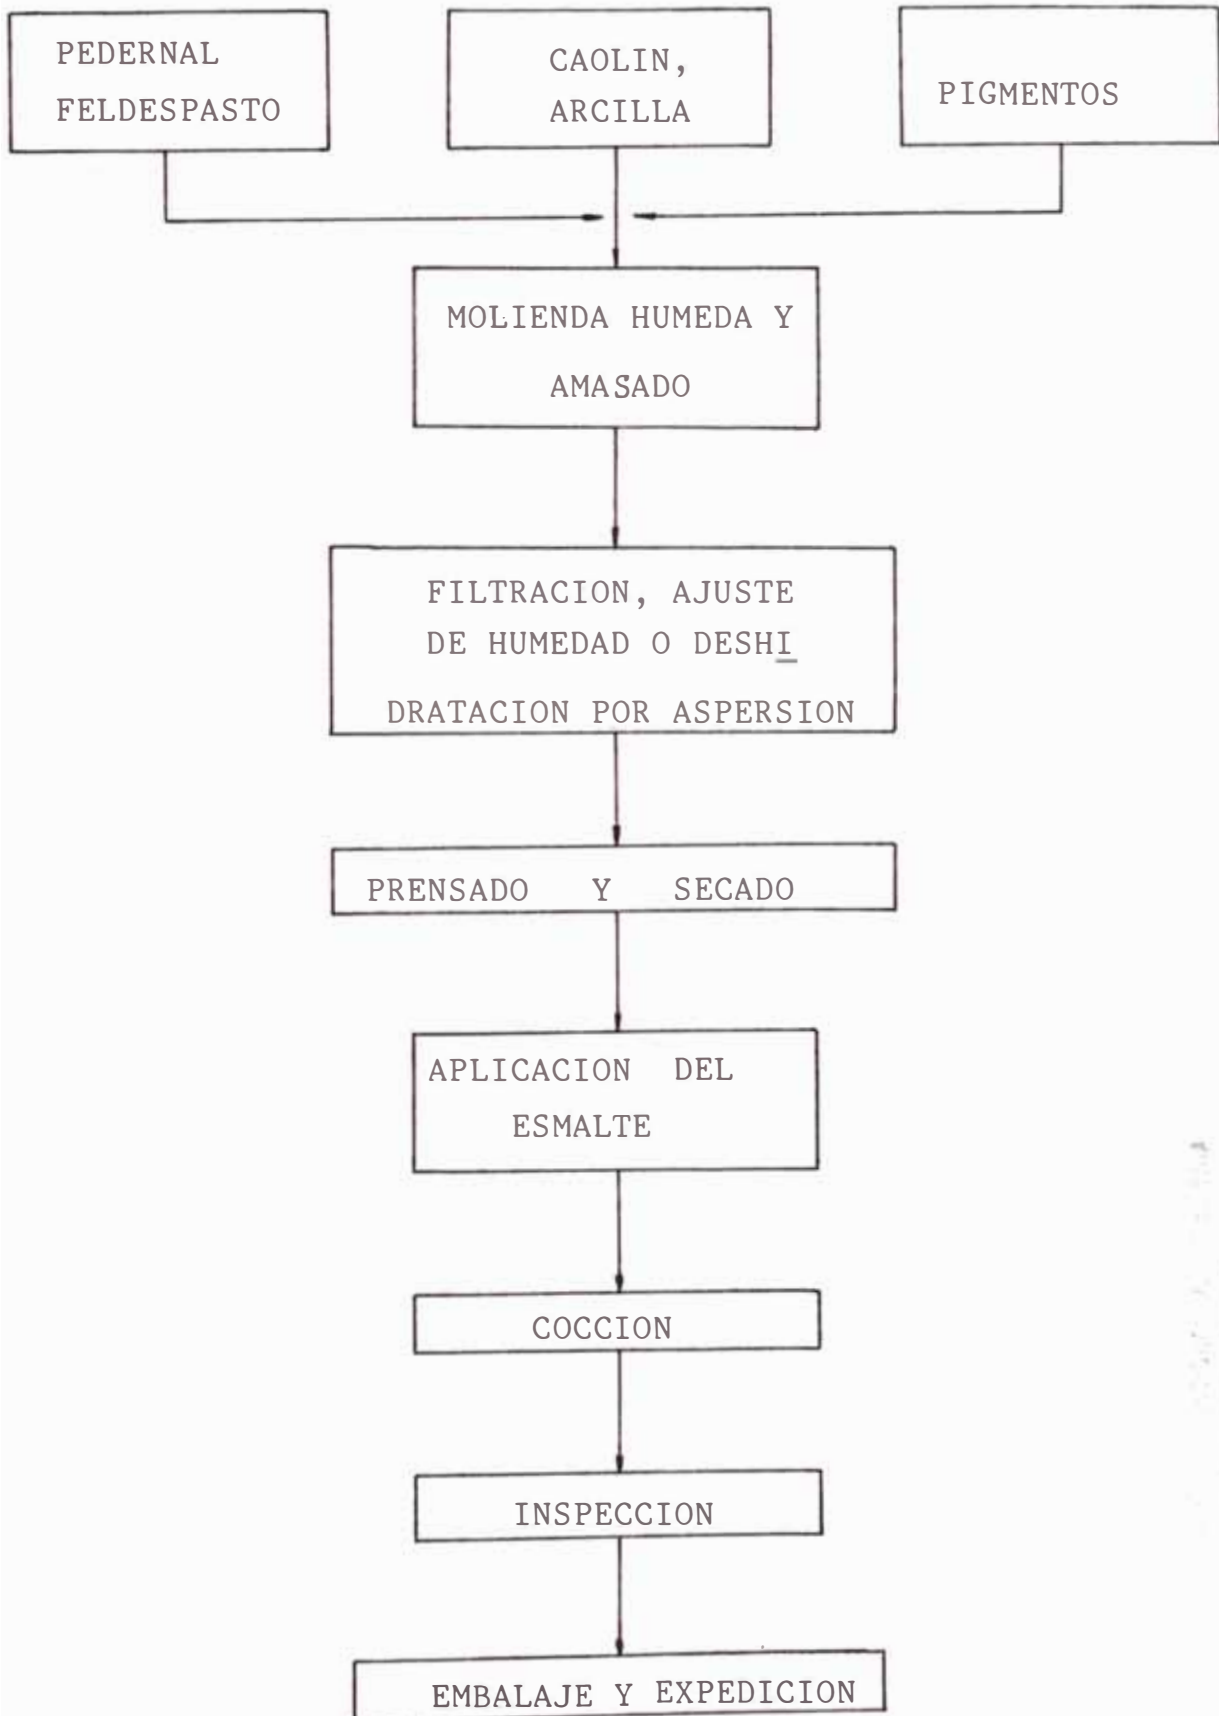 PEDERNAL
FELDESPASTO
CAOLIN,
ARCILLA
PIGMENTOS
MOLIENDA HUMEDA Y
AMASADO
FILTRACION, AJUSTE
DE HUMEDAD O DESHI
DRATACION POR ASPERSION
PRENSADO Y SECADO
APLICACION DEL
ESMALTE
COCCION
INSPECCION
EMBALAJE Y EXPEDICION